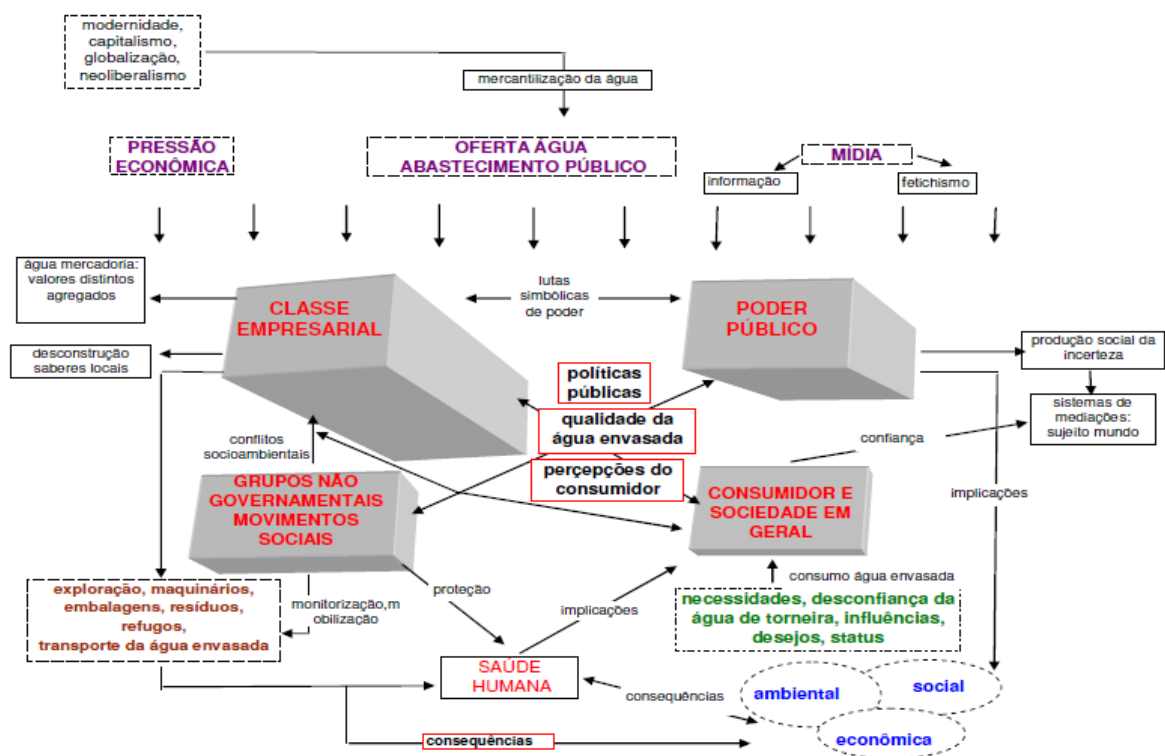 modernidade,
capitalismo,
globalização,
neoliberalismo
mercantilização da água
PRESSÃO
ECONÔMICA
OFERTA ÁGUA
ABASTECIMENTO PÚBLICO
MÍDIA
informação
fetichismo
água mercadoria:
valores distintos
agregados
CLASSE
EMPRESARIAL
lutas
simbólicas
de poder
PODER
PÚBLICO
desconstrução
saberes locais
produção social da
incerteza
políticas
públicas
sistemas de
mediações:
sujeito mundo
qualidade da
água envasada
confiança
conflitos
socioambientais
percepções do
consumidor
GRUPOS NÃO
GOVERNAMENTAIS
MOVIMENTOS
SOCIAIS
CONSUMIDOR E
SOCIEDADE EM
GERAL
implicações
exploração, maquinários,
embalagens, resíduos,
refugos,
transporte da água envasada
monitorização,m
obilização
proteção
implicações
consumo água envasada
necessidades, desconfiança da
água de torneira, influências,
desejos, status
SAÚDE
HUMANA
consequências
ambiental
social
econômica
consequências